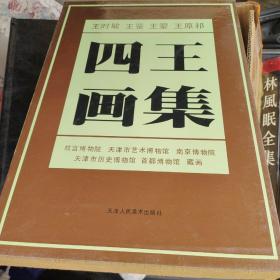 王时敏 王鉴 王翚 王原祁
四王
画集
故宫博物院 天津市艺术博物馆 南京博物院
天津市历史博物馆 首都博物馆 藏画
天津人民美术出版社
林風眠全集